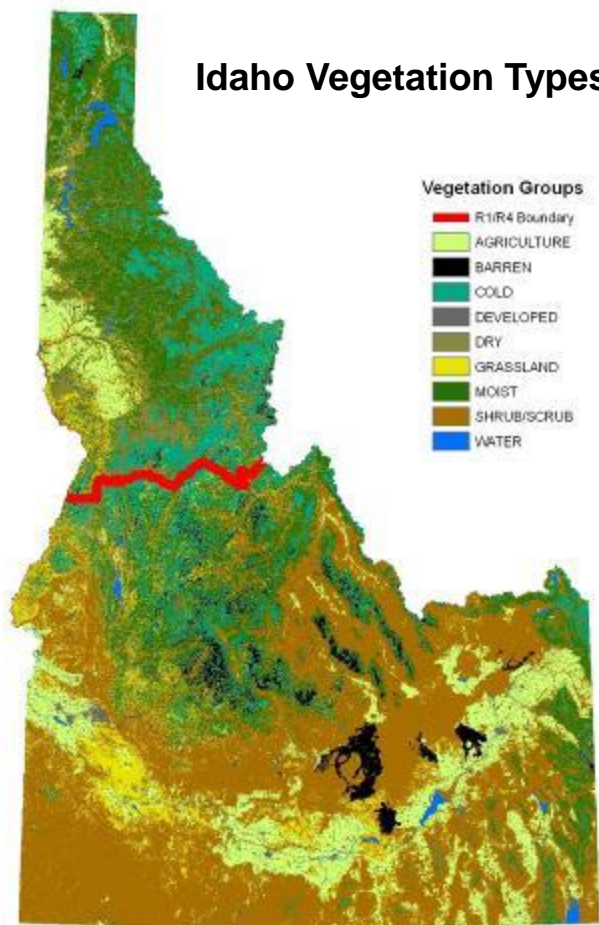 Idaho Vegetation Types
Vegetation Groups
R1/R4 Boundary
AGRICULTURE
BARREN
COLD
DEVELOPED
DRY
GRASSLAND
MOIST
SHRUB/SCRUB
WATER